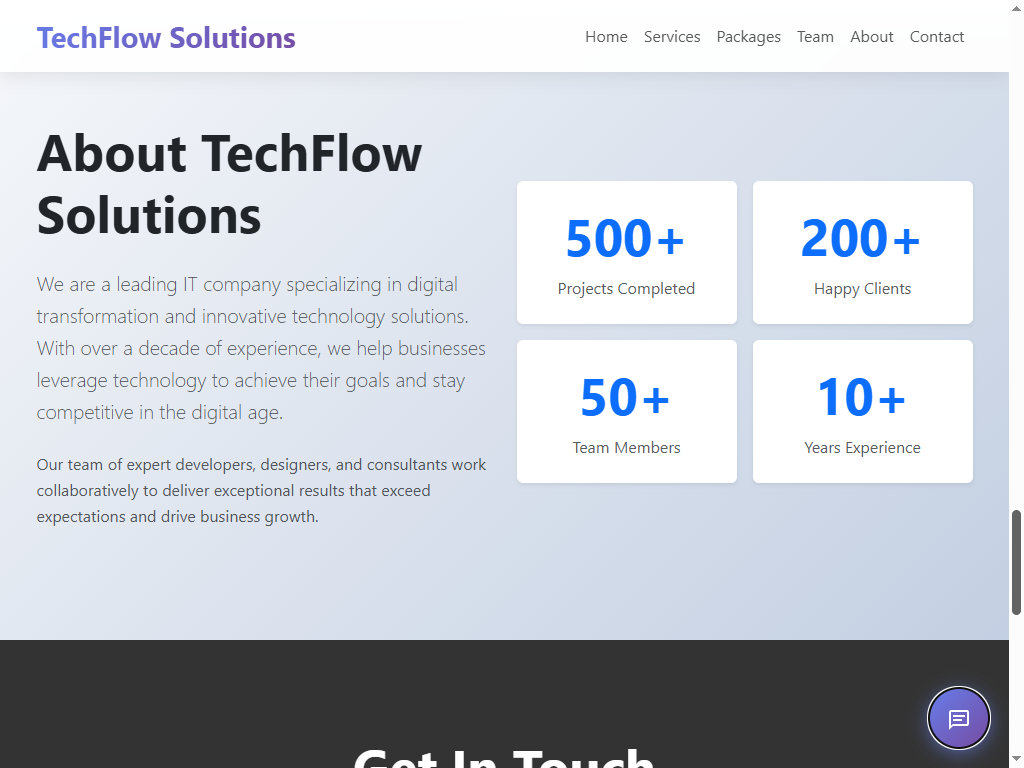 TechFlow Solutions
Home Services Packages Team About Contact
About TechFlow
Solutions
We are a leading IT company specializing in digital
transformation and innovative technology solutions.
With over a decade of experience, we help businesses
leverage technology to achieve their goals and stay
competitive in the digital age.
Our team of expert developers, designers, and consultants work
collaboratively to deliver exceptional results that exceed
expectations and drive business growth.
500+
Projects Completed
200+
Happy Clients
50+
Team Members
10+
Years Experience
Get In Touch